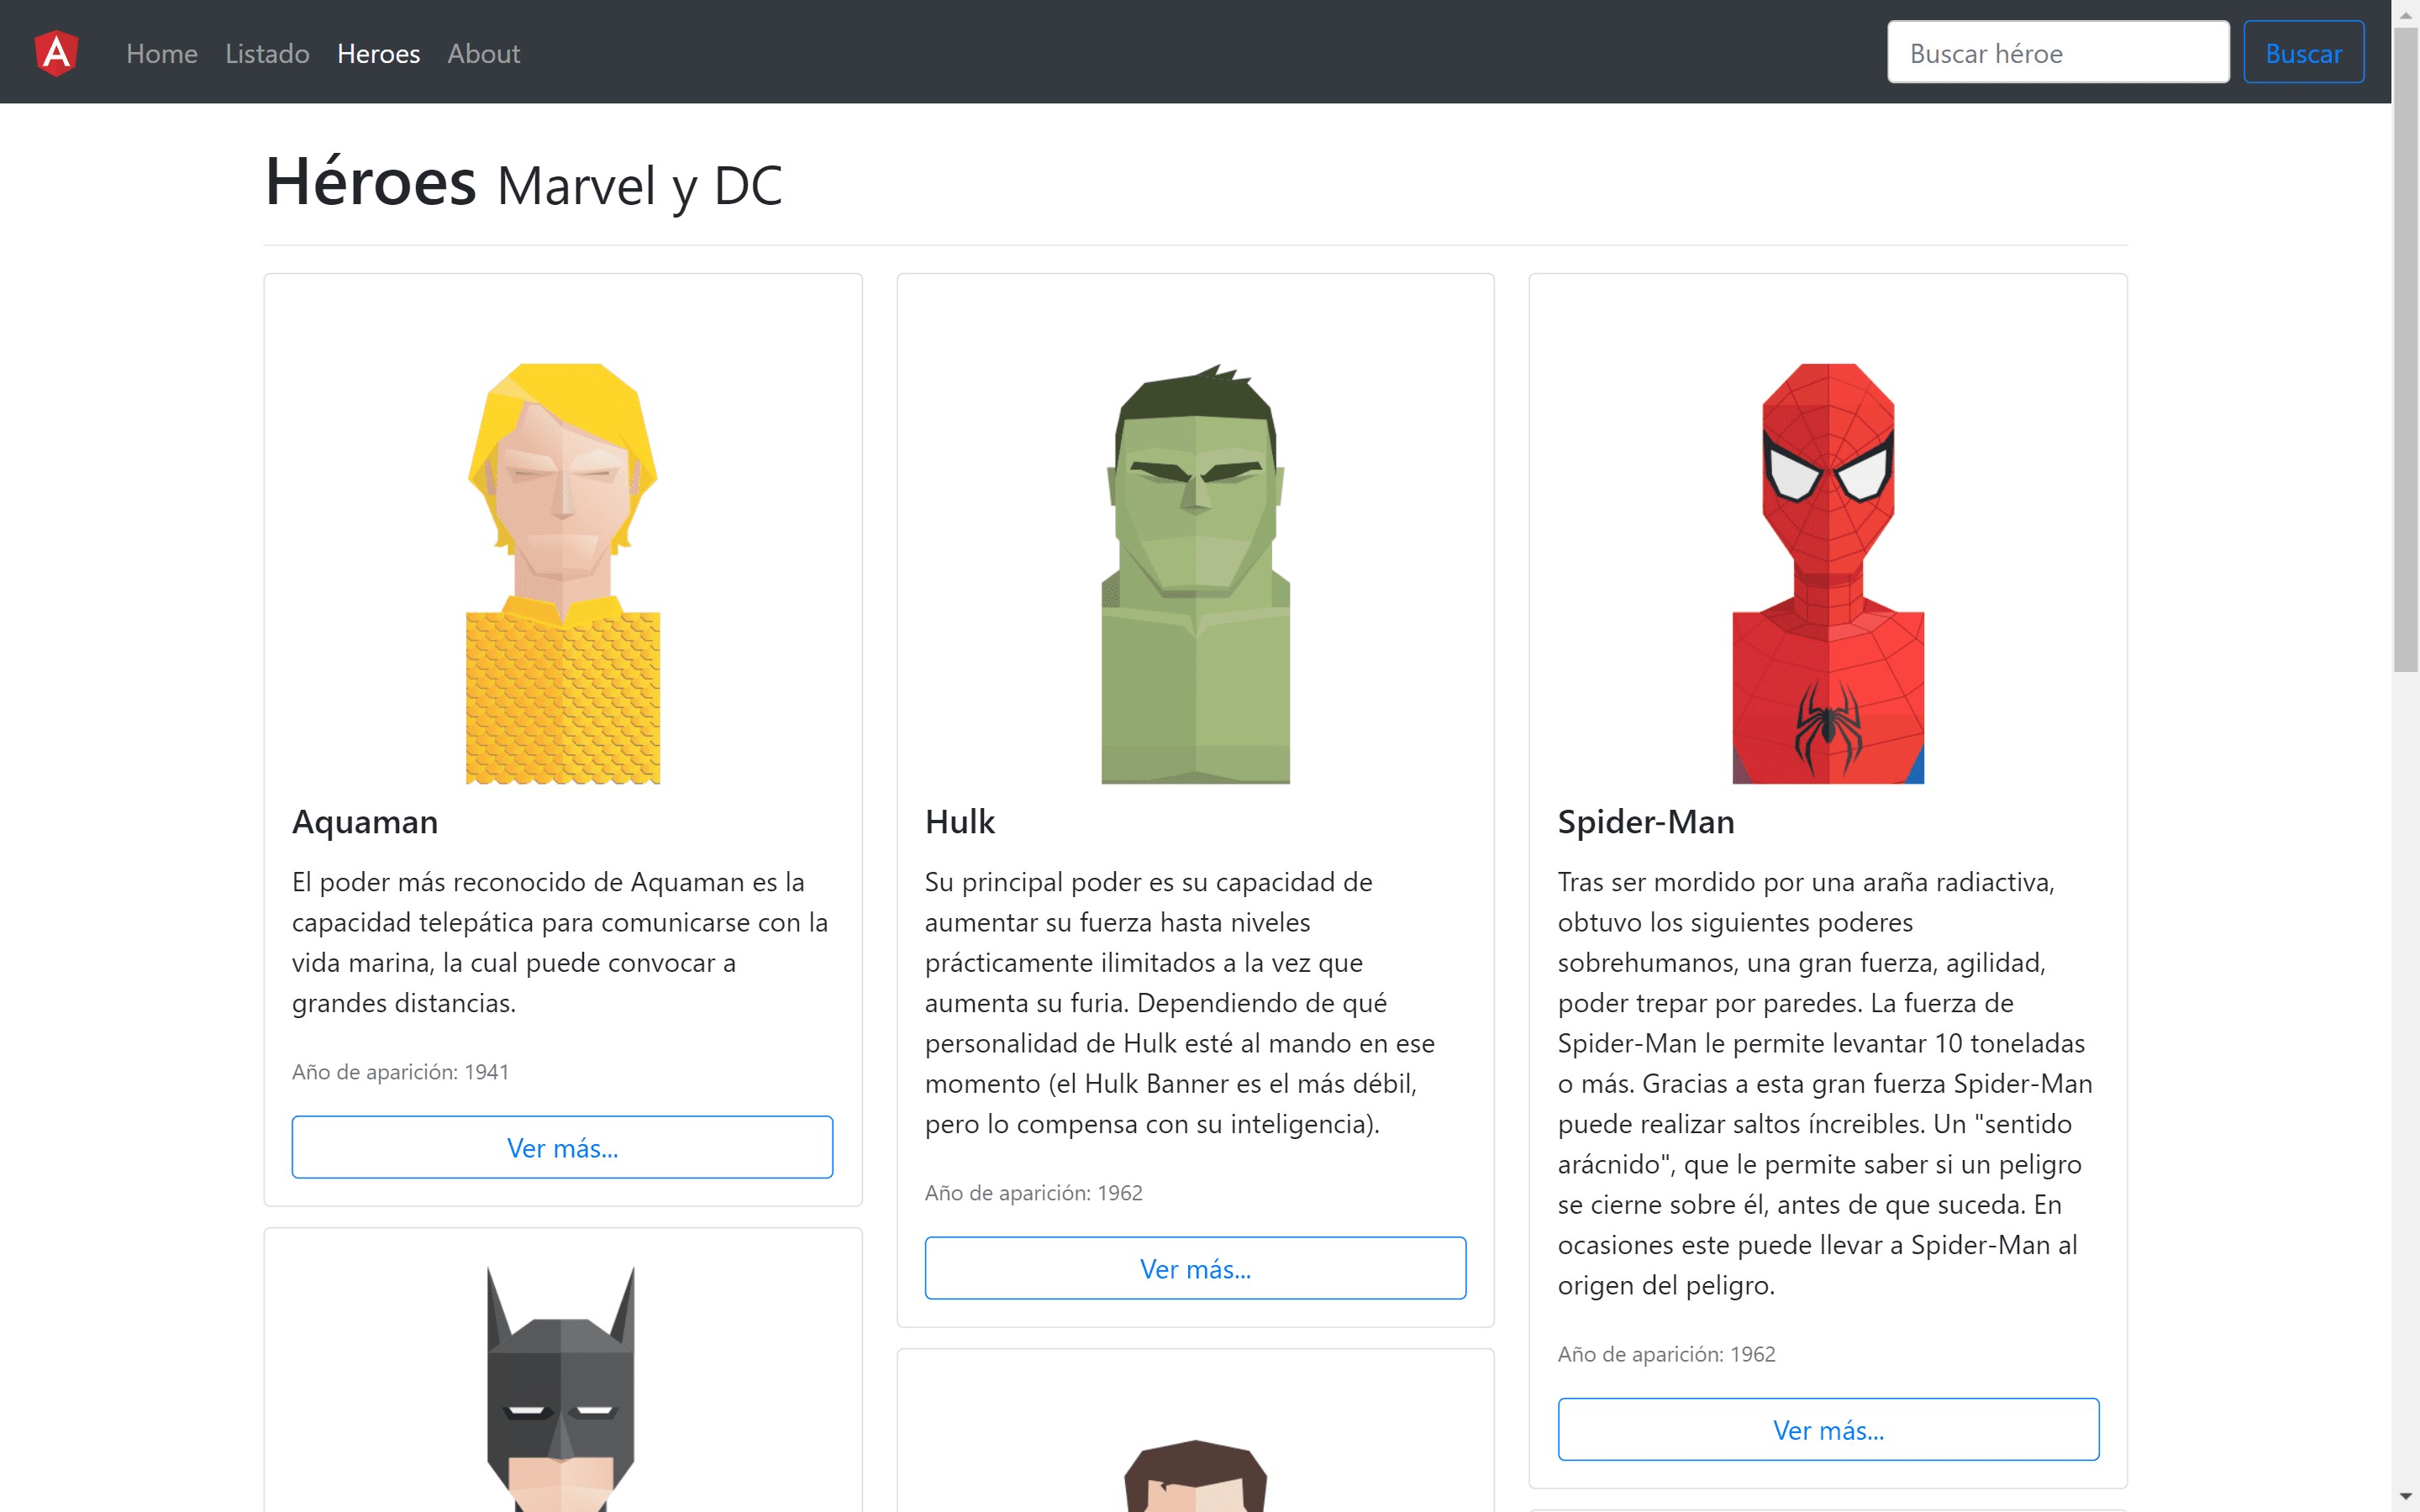 Home Listado Heroes About
Buscar héroe
Buscar
Héroes Marvel y DC
Aquaman
El poder más reconocido de Aquaman es la
capacidad telepática para comunicarse con la
vida marina, la cual puede convocar a
grandes distancias.
Año de aparición: 1941
Ver más...
Hulk
Su principal poder es su capacidad de
aumentar su fuerza hasta niveles
prácticamente ilimitados a la vez que
aumenta su furia. Dependiendo de qué
personalidad de Hulk esté al mando en ese
momento (el Hulk Banner es el más débil,
pero lo compensa con su inteligencia).
Año de aparición: 1962
Ver más...
Spider-Man
Tras ser mordido por una araña radiactiva,
obtuvo los siguientes poderes
sobrehumanos, una gran fuerza, agilidad,
poder trepar por paredes. La fuerza de
Spider-Man le permite levantar 10 toneladas
o más. Gracias a esta gran fuerza Spider-Man
puede realizar saltos íncreibles. Un "sentido
arácnido", que le permite saber si un peligro
se cierne sobre él, antes de que suceda. En
ocasiones este puede llevar a Spider-Man al
origen del peligro.
Año de aparición: 1962
Ver más...